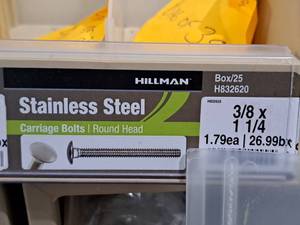 HILLMAN
Box/25
H832620
Stainless Steel
Carriage Bolts | Round Head
H832620
3/8 x
1 1/4
1.79ea | 26.99bx